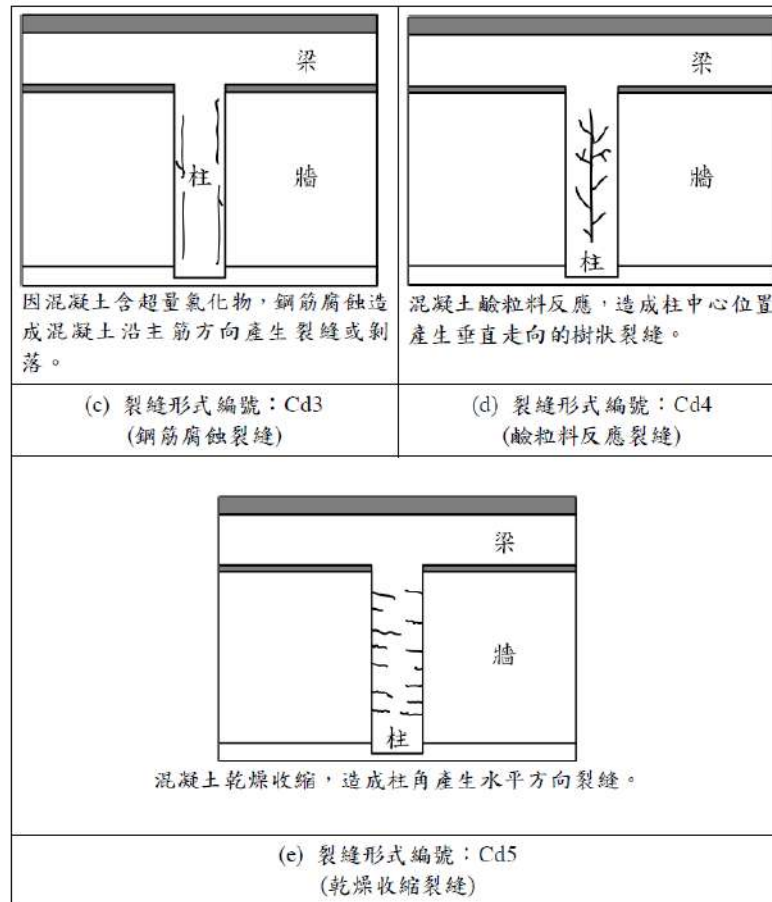 梁
柱
牆
因混凝土含超量氯化物，鋼筋腐蝕造
成混凝土沿主筋方向產生裂縫或剝
落。
(c) 裂縫形式編號：Cd3
(鋼筋腐蝕裂縫)
梁
柱
混凝土鹼粒料反應，造成柱中心位置
產生垂直走向的樹狀裂縫。
(d) 裂縫形式編號：Cd4
(鹼粒料反應裂縫)
梁
牆
柱
混凝土乾燥收縮，造成柱角產生水平方向裂縫。
(e) 裂縫形式編號：Cd5
(乾燥收縮裂縫)